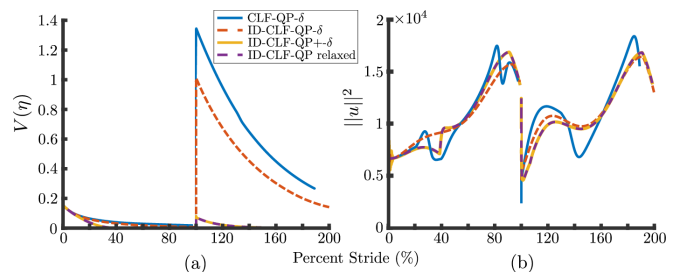 CLF-QP-δ
ID-CLF-QP-δ
ID-CLF-QP+-δ
ID-CLF-QP relaxed
V(η)
1.4
1.2
1
0.8
0.6
0.4
0.2
0
0 40 80 120 160 200
(a)
×10⁴
||u||²
2
1.5
1
0.5
0
0 40 80 120 160 200
(b)
Percent Stride (%)